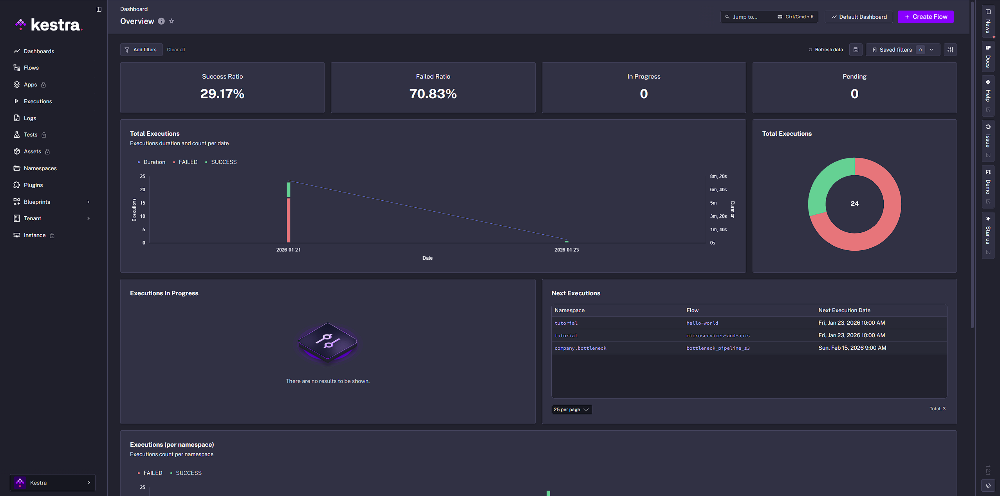 kestra.
Dashboards
Flows
Apps
Executions
Logs
Tests
Assets
Namespaces
Plugins
Blueprints
Tenant
Instance
Kestra
Dashboard
Overview
Jump to...
Ctrl/Cmd + K
Default Dashboard
+ Create Flow
Add filters
Clear all
Refresh data
Saved filters 0
Success Ratio
29.17%
Failed Ratio
70.83%
In Progress
0
Pending
0
Total Executions
Executions duration and count per date
Duration FAILED SUCCESS
25
20
15
10
5
0
Executions
8m, 20s
6m, 40s
5m
3m, 20s
1m, 40s
0s
Duration
2026-01-21 2026-01-23
Date
Total Executions
24
Executions In Progress
There are no results to be shown.
Next Executions
Namespace Flow Next Execution Date
tutorial hello-world Fri, Jan 23, 2026 10:00 AM
tutorial microservices-and-apis Fri, Jan 23, 2026 10:00 AM
company.bottleneck bottleneck_pipeline_s3 Sun, Feb 15, 2026 9:00 AM
25 per page
Total: 3
Executions (per namespace)
Executions count per namespace
FAILED SUCCESS
25
News
Docs
Help
Issue
Demo
Star us
1.2.1